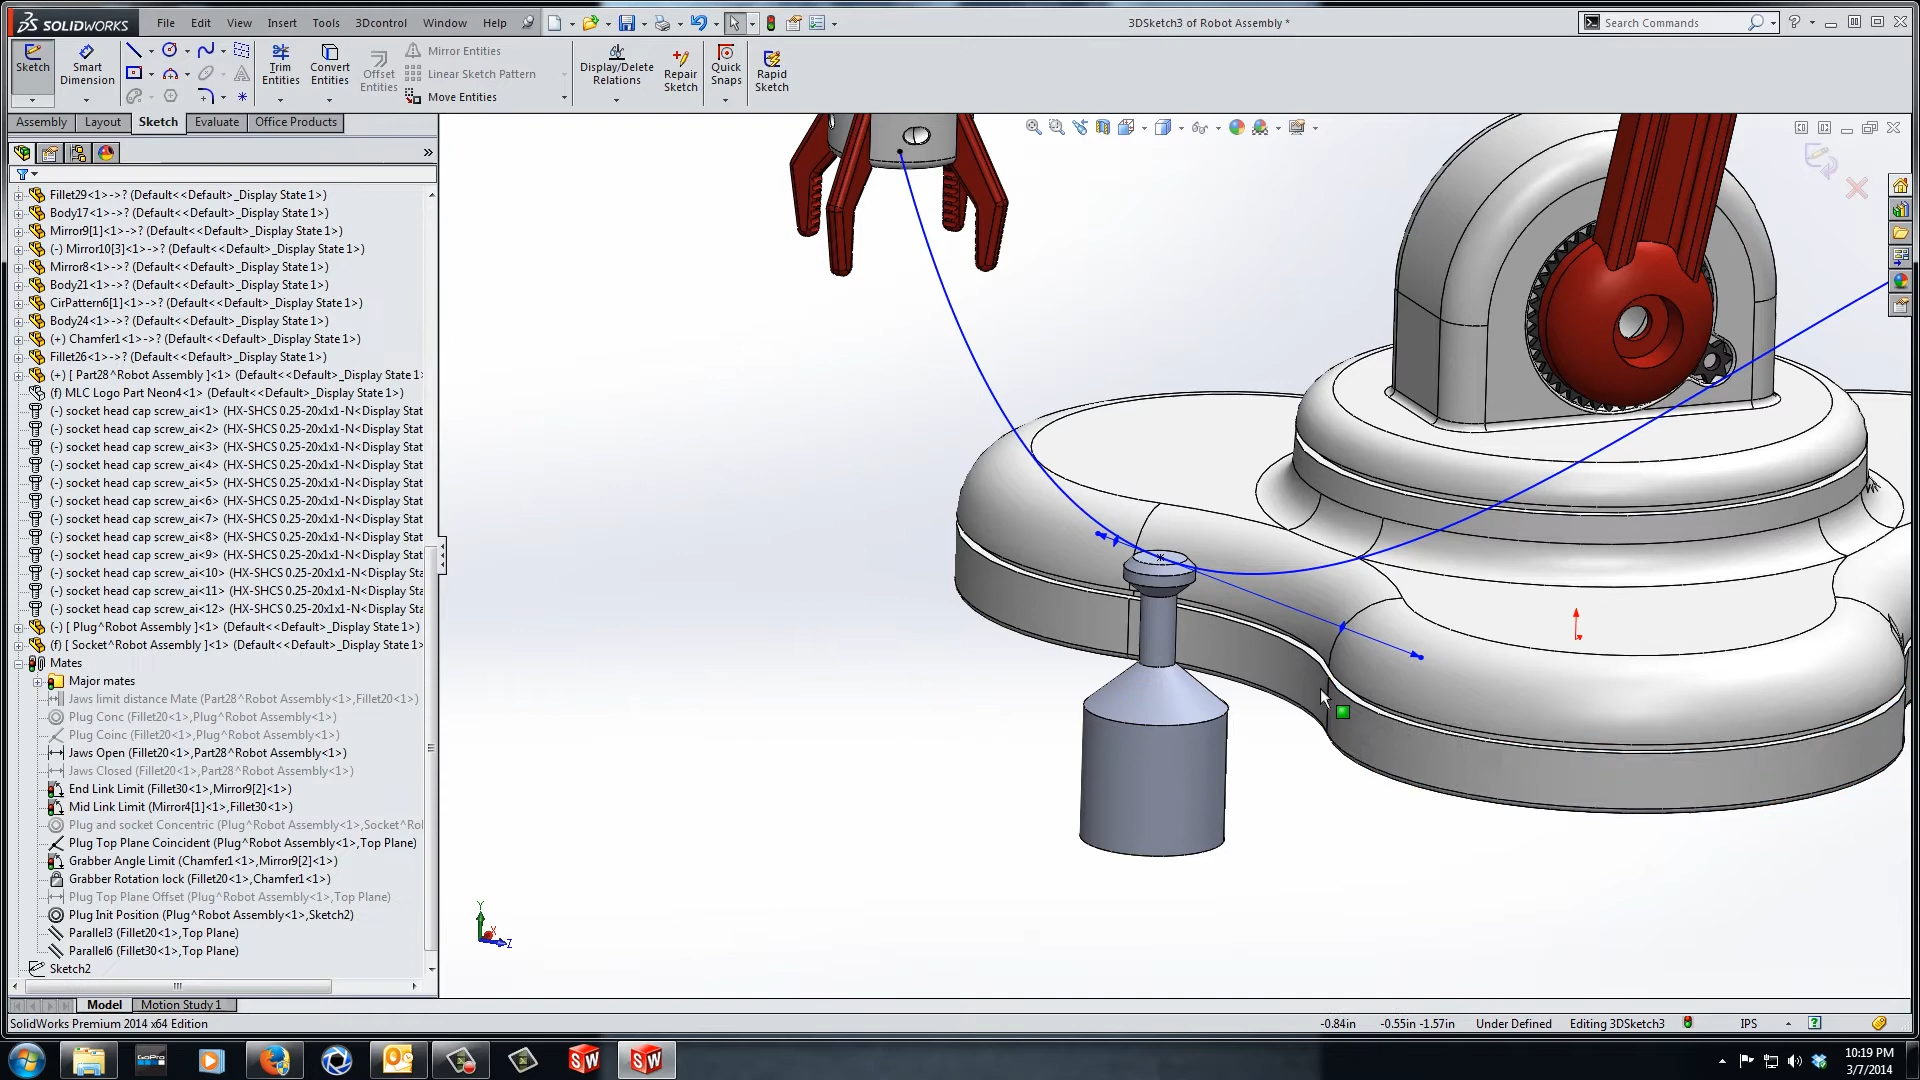 SOLIDWORKS
File Edit View Insert Tools 3Dcontrol Window Help
3DSketch3 of Robot Assembly *
Search Commands
Sketch
Smart Dimension
Trim Entities
Convert Entities
Offset Entities
Mirror Entities
Linear Sketch Pattern
Move Entities
Display/Delete Relations
Repair Sketch
Quick Snaps
Rapid Sketch
Assembly Layout Sketch Evaluate Office Products
Fillet29<1>->? (Default<<Default>_Display State 1>)
Body17<1>->? (Default<<Default>_Display State 1>)
Mirror9[1]<1>->? (Default<<Default>_Display State 1>)
(-) Mirror10[3]<1>->? (Default<<Default>_Display State 1>)
Mirror8<1>->? (Default<<Default>_Display State 1>)
Body21<1>->? (Default<<Default>_Display State 1>)
CirPattern6[1]<1>->? (Default<<Default>_Display State 1>)
Body24<1>->? (Default<<Default>_Display State 1>)
(+) Chamfer1<1>->? (Default<<Default>_Display State 1>)
Fillet26<1>->? (Default<<Default>_Display State 1>)
(+) [ Part28^Robot Assembly ]<1> (Default<<Default>_Display State 1>
(f) MLC Logo Part Neon4<1> (Default<<Default>_Display State 1>)
(-) socket head cap screw_ai<1> (HX-SHCS 0.25-20x1x1-N<Display Stat
(-) socket head cap screw_ai<2> (HX-SHCS 0.25-20x1x1-N<Display Stat
(-) socket head cap screw_ai<3> (HX-SHCS 0.25-20x1x1-N<Display Stat
(-) socket head cap screw_ai<4> (HX-SHCS 0.25-20x1x1-N<Display Stat
(-) socket head cap screw_ai<5> (HX-SHCS 0.25-20x1x1-N<Display Stat
(-) socket head cap screw_ai<6> (HX-SHCS 0.25-20x1x1-N<Display Stat
(-) socket head cap screw_ai<7> (HX-SHCS 0.25-20x1x1-N<Display Stat
(-) socket head cap screw_ai<8> (HX-SHCS 0.25-20x1x1-N<Display Stat
(-) socket head cap screw_ai<9> (HX-SHCS 0.25-20x1x1-N<Display Stat
(-) socket head cap screw_ai<10> (HX-SHCS 0.25-20x1x1-N<Display Sta
(-) socket head cap screw_ai<11> (HX-SHCS 0.25-20x1x1-N<Display Sta
(-) socket head cap screw_ai<12> (HX-SHCS 0.25-20x1x1-N<Display Sta
(-) [ Plug^Robot Assembly ]<1> (Default<<Default>_Display State 1>)
(f) [ Socket^Robot Assembly ]<1> (Default<<Default>_Display State 1>
Mates
Major mates
Jaws limit distance Mate (Part28^Robot Assembly<1>,Fillet20<1>)
Plug Conc (Fillet20<1>,Plug^Robot Assembly<1>)
Plug Coinc (Fillet20<1>,Plug^Robot Assembly<1>)
Jaws Open (Fillet20<1>,Part28^Robot Assembly<1>)
Jaws Closed (Fillet20<1>,Part28^Robot Assembly<1>)
End Link Limit (Fillet30<1>,Mirror9[2]<1>)
Mid Link Limit (Mirror4[1]<1>,Fillet30<1>)
Plug and socket Concentric (Plug^Robot Assembly<1>,Socket^Rol
Plug Top Plane Coincident (Plug^Robot Assembly<1>,Top Plane)
Grabber Angle Limit (Chamfer1<1>,Mirror9[2]<1>)
Grabber Rotation lock (Fillet20<1>,Chamfer1<1>)
Plug Top Plane Offset (Plug^Robot Assembly<1>,Top Plane)
Plug Init Position (Plug^Robot Assembly<1>,Sketch2)
Parallel3 (Fillet20<1>,Top Plane)
Parallel6 (Fillet30<1>,Top Plane)
Sketch2
Y
X
Z
Model Motion Study 1
SolidWorks Premium 2014 x64 Edition
-0.84in -0.55in -1.57in Under Defined Editing 3DSketch3 IPS
GoPro
SW SW
10:19 PM
3/7/2014